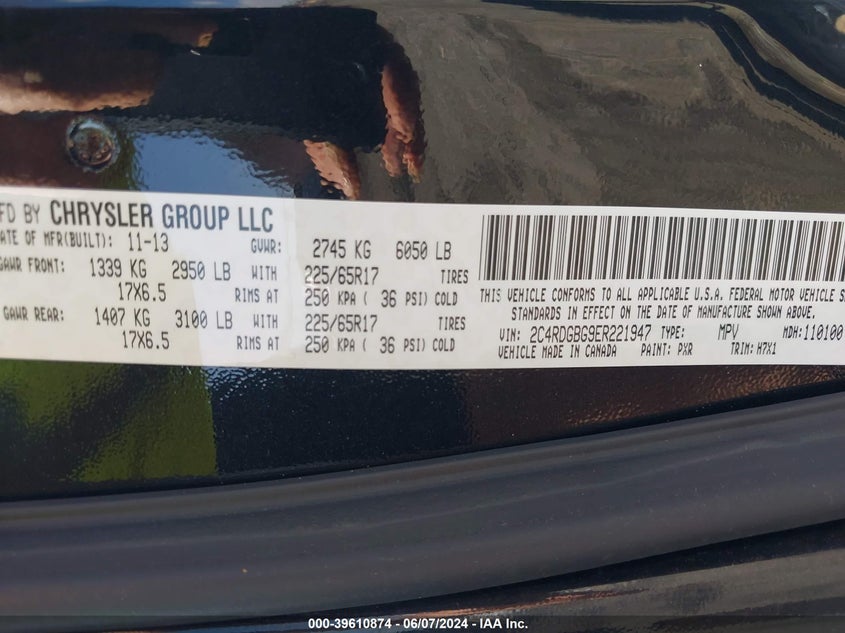 FD BY CHRYSLER GROUP LLC
ATE OF MFR(BUILT): 11-13 GVWR: 2745 KG 6050 LB
GAWR FRONT: 1339 KG 2950 LB WITH 225/65R17 TIRES
17X6.5 RIMS AT 250 KPA ( 36 PSI) COLD
GAWR REAR: 1407 KG 3100 LB WITH 225/65R17 TIRES
17X6.5 RIMS AT 250 KPA ( 36 PSI) COLD
THIS VEHICLE CONFORMS TO ALL APPLICABLE U.S.A. FEDERAL MOTOR VEHICLE S
STANDARDS IN EFFECT ON THE DATE OF MANUFACTURE SHOWN ABOVE.
VIN: 2C4RDGBG9ER221947 TYPE: MPV MDH: 110100
VEHICLE MADE IN CANADA PAINT: PXR TRIM: H7X1
000-39610874 - 06/07/2024 - IAA Inc.